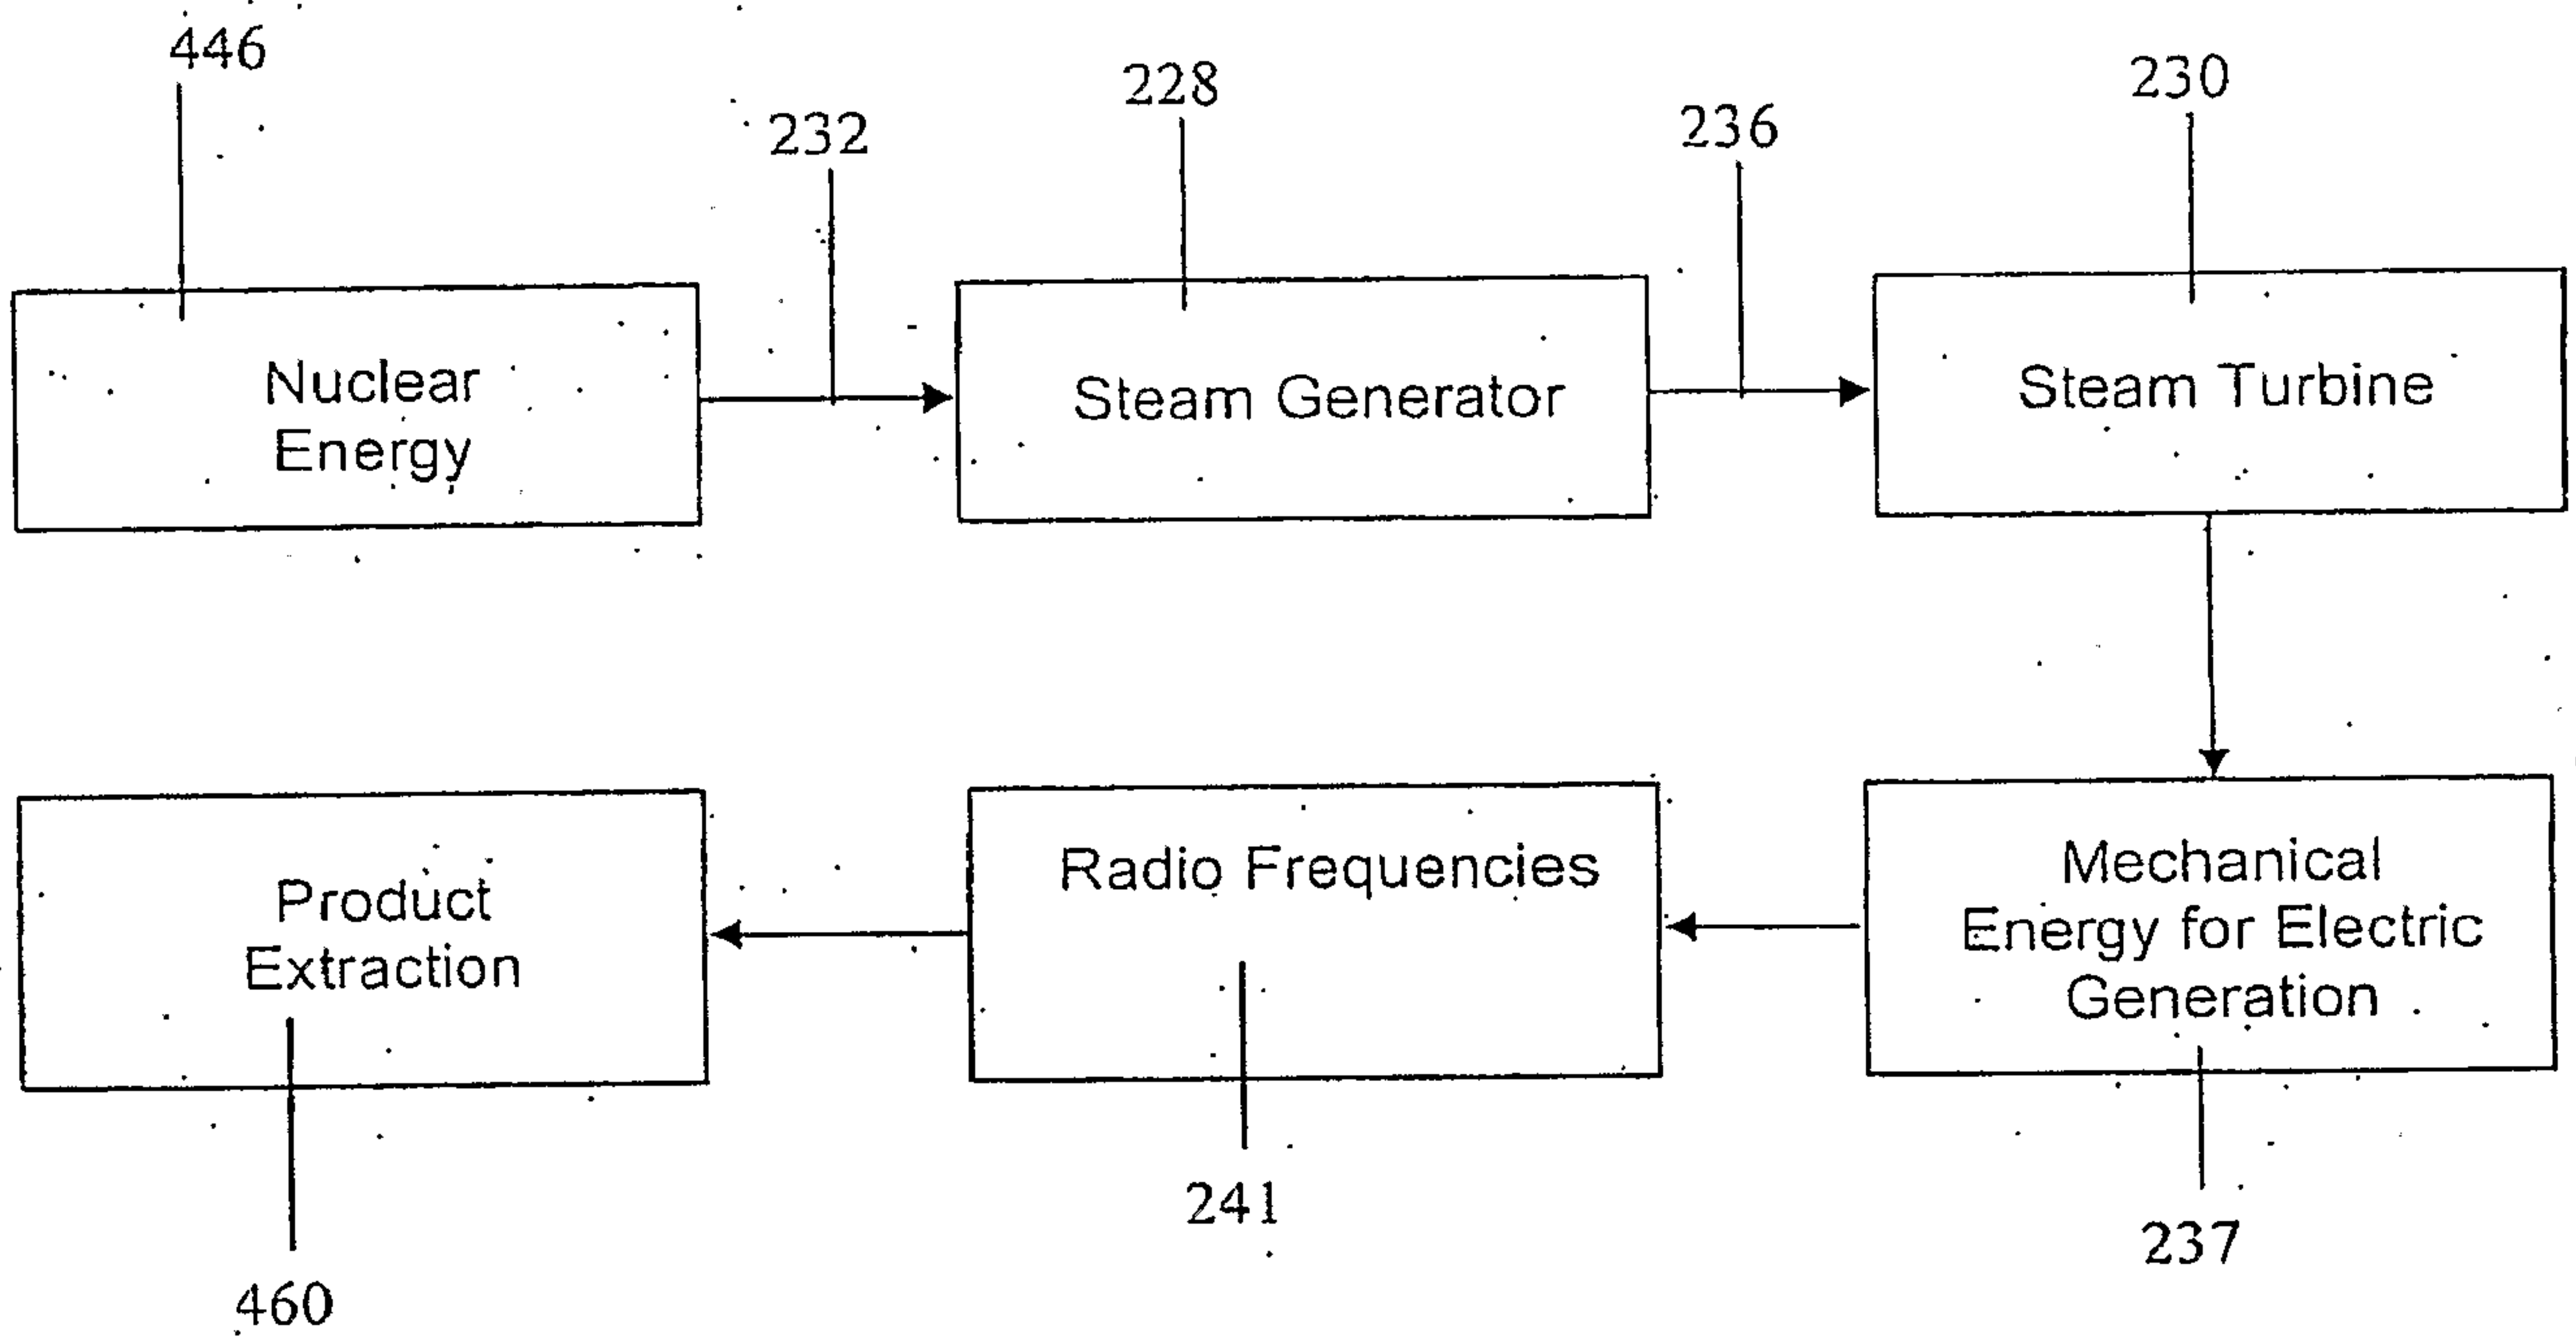 446
232
228
236
230
Nuclear
Energy
Steam Generator
Steam Turbine
Product
Extraction
Radio Frequencies
Mechanical
Energy for Electric
Generation
460
241
237